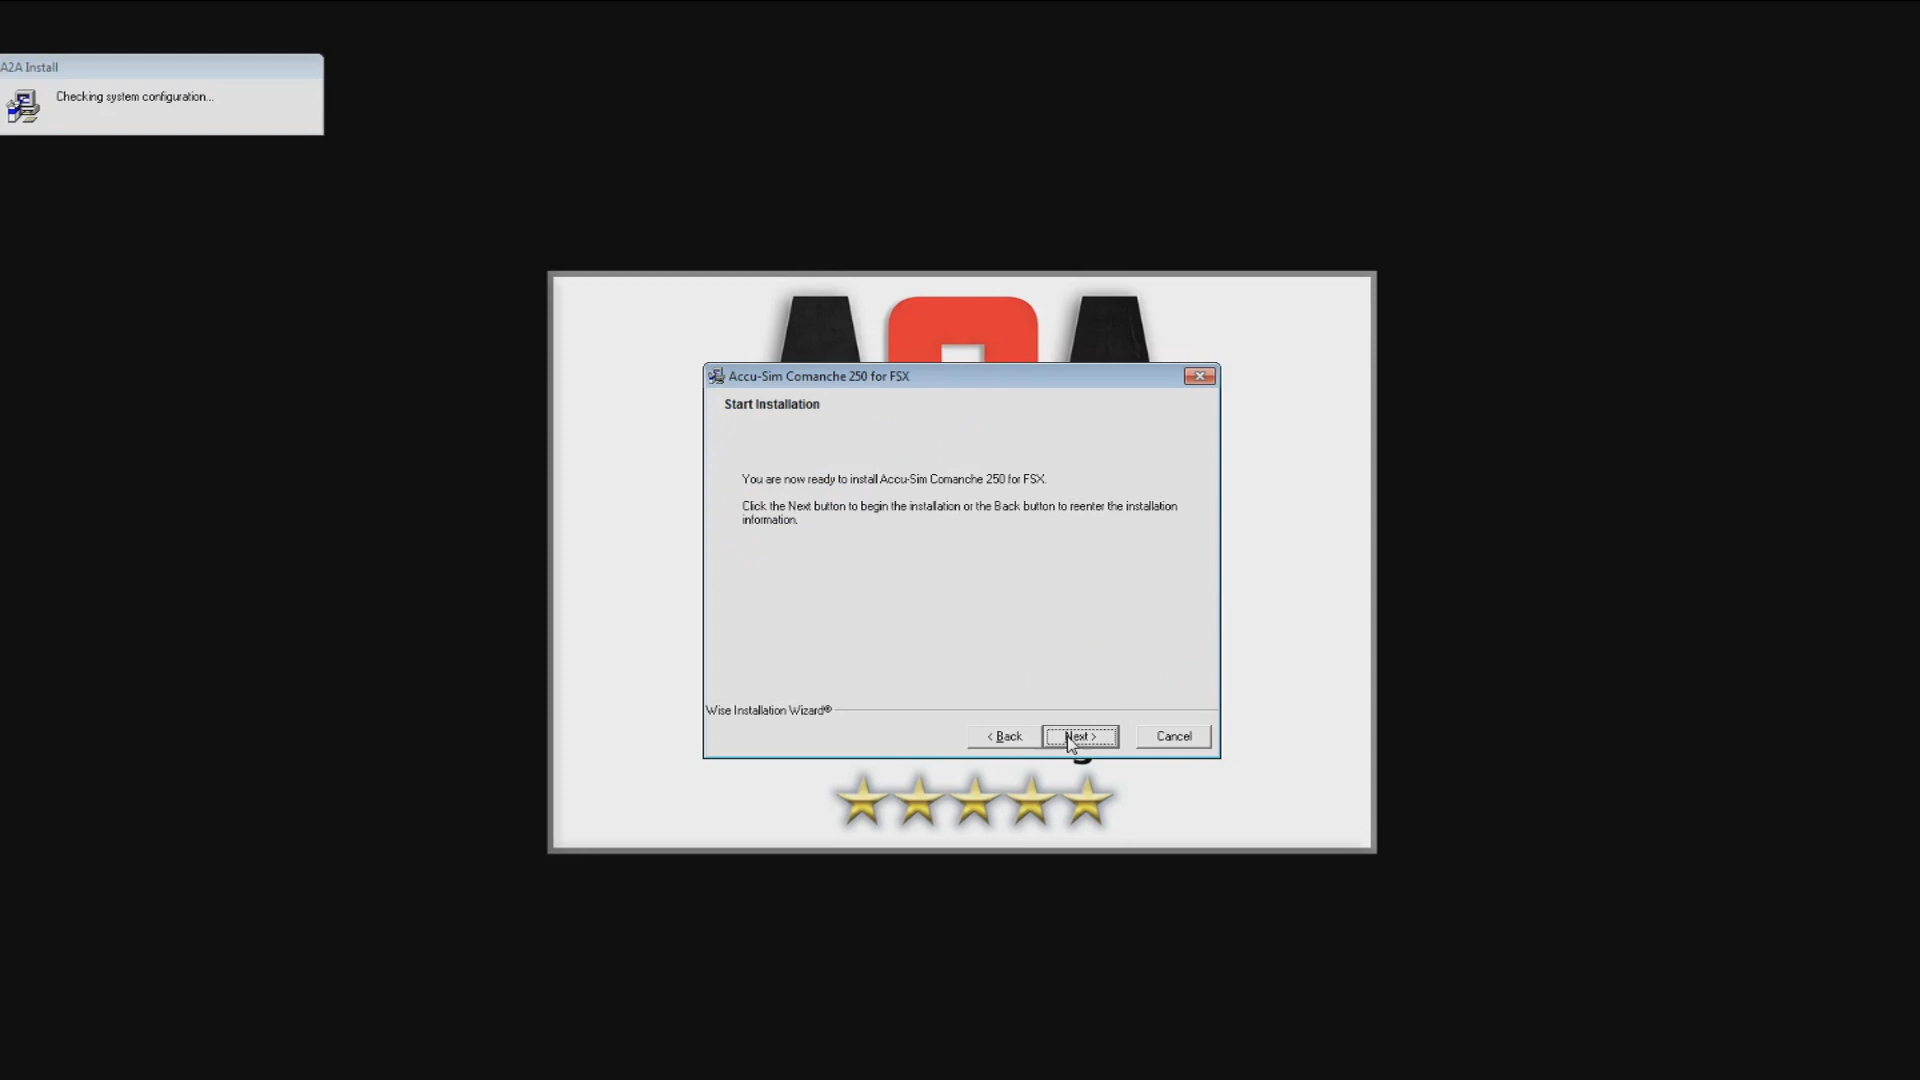 A2A Install
Checking system configuration...
Accu-Sim Comanche 250 for FSX
Start Installation
You are now ready to install Accu-Sim Comanche 250 for FSX.
Click the Next button to begin the installation or the Back button to reenter the installation
information.
Wise Installation Wizard®
< Back
Next >
Cancel